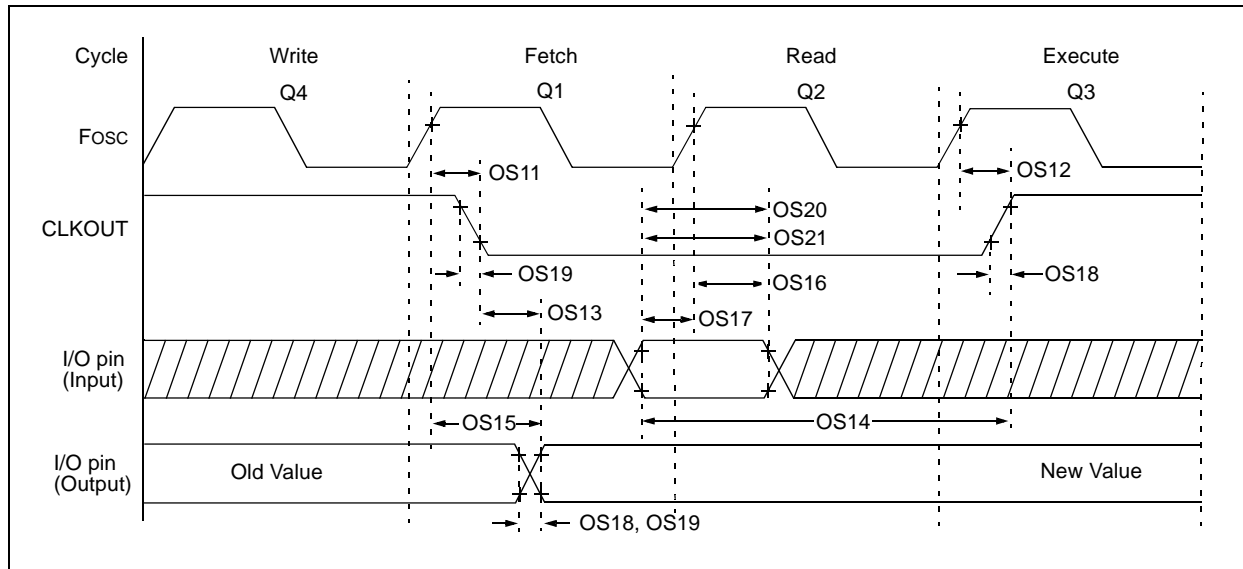 Cycle Write Fetch Read Execute
Q4 Q1 Q2 Q3
FOSC
OS11 OS12
OS20
CLKOUT
OS21
OS19 OS16 OS18
OS13 OS17
I/O pin
(Input)
OS15 OS14
I/O pin
(Output)
Old Value New Value
OS18, OS19